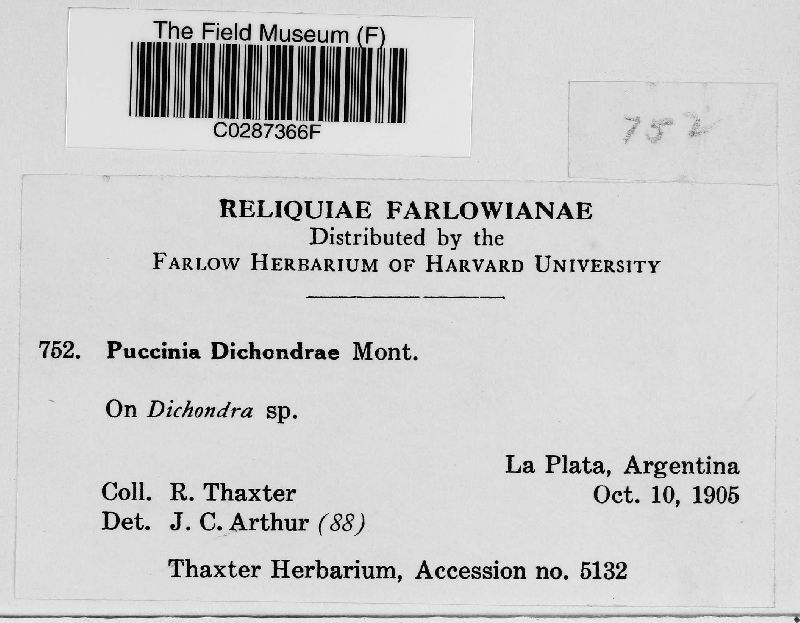 The Field Museum (F)
C0287366F
752
RELIQUIAE FARLOWIANAE
Distributed by the
FARLOW HERBARIUM OF HARVARD UNIVERSITY
752. Puccinia Dichondrae Mont.
On Dichondra sp.
La Plata, Argentina
Coll. R. Thaxter Oct. 10, 1905
Det. J. C. Arthur (88)
Thaxter Herbarium, Accession no. 5132